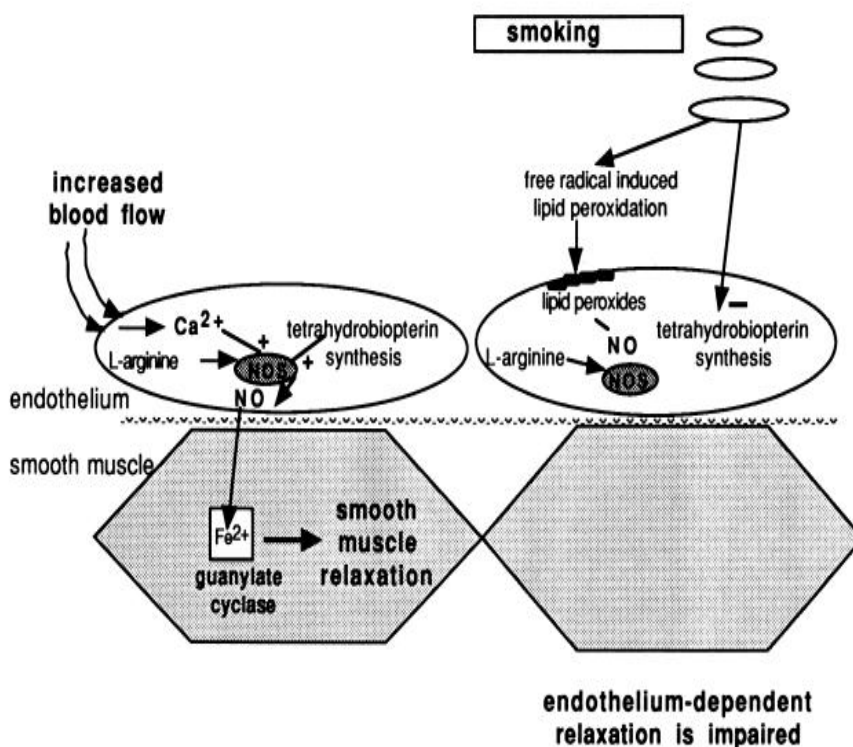 smoking
increased
blood flow
free radical induced
lipid peroxidation
Ca2+
+
tetrahydrobiopterin
synthesis
L-arginine
NOS
+
NO
lipid peroxides
–
NO
tetrahydrobiopterin
synthesis
L-arginine
NOS
endothelium
smooth muscle
Fe2+
guanylate
cyclase
smooth
muscle
relaxation
endothelium-dependent
relaxation is impaired